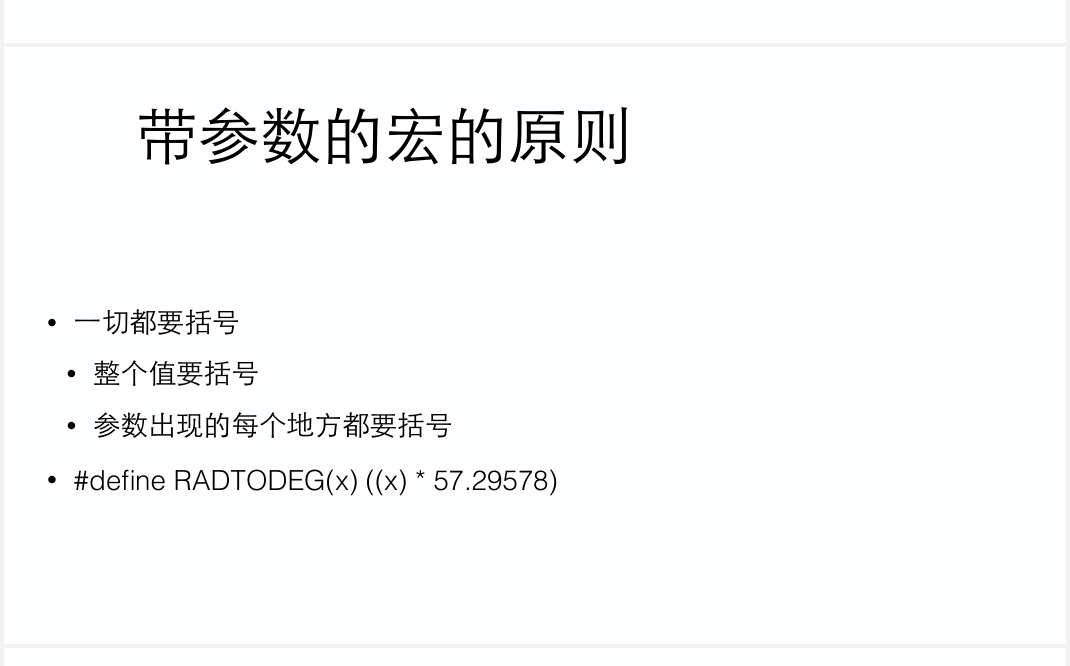 带参数的宏的原则
• 一切都要括号
• 整个值要括号
• 参数出现的每个地方都要括号
• #define RADTODEG(x) ((x) * 57.29578)